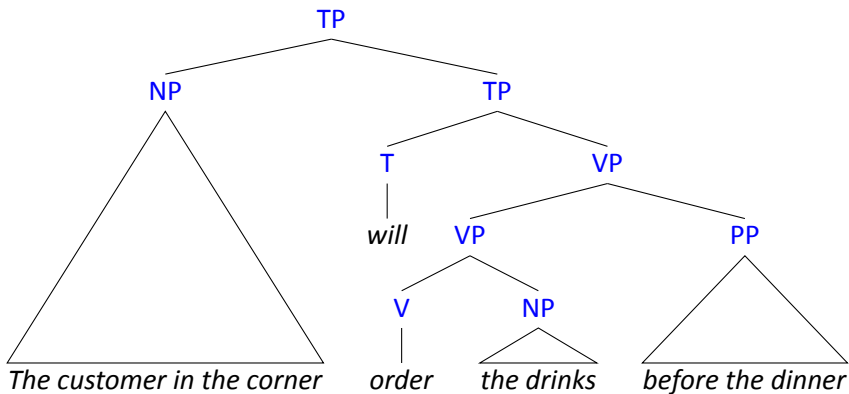 TP
NP TP
T VP
will VP PP
V NP
The customer in the corner order the drinks before the dinner